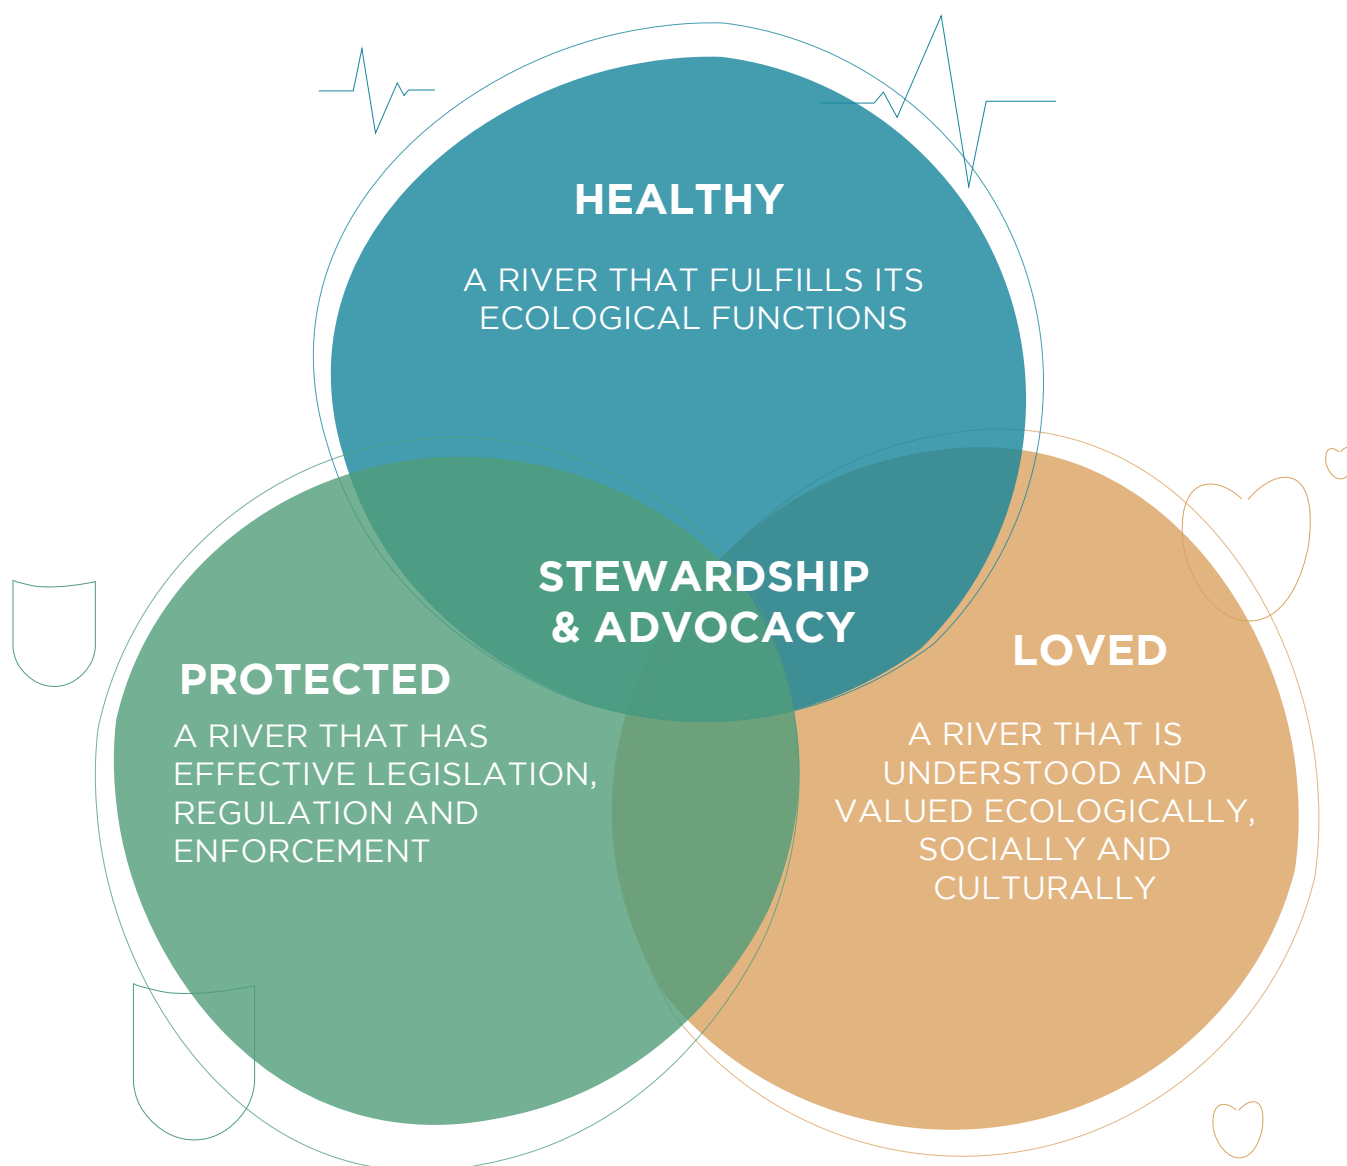 HEALTHY
A RIVER THAT FULFILLS ITS
ECOLOGICAL FUNCTIONS
STEWARDSHIP
& ADVOCACY
PROTECTED
A RIVER THAT HAS
EFFECTIVE LEGISLATION,
REGULATION AND
ENFORCEMENT
LOVED
A RIVER THAT IS
UNDERSTOOD AND
VALUED ECOLOGICALLY,
SOCIALLY AND
CULTURALLY